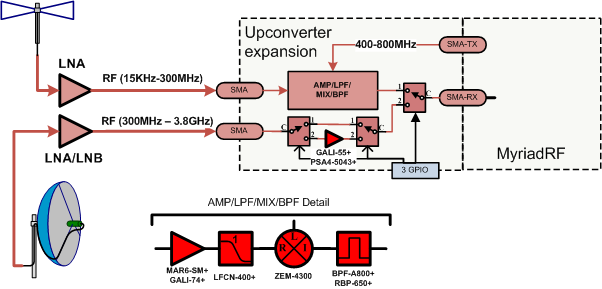 Upconverter
expansion
400-800MHz
SMA-TX
LNA
RF (15KHz-300MHz)
SMA
AMP/LPF/
MIX/BPF
1
2
C
SMA-RX
RF (300MHz – 3.8GHz)
SMA
C
1
2
1
2
C
GALI-55+
PSA4-5043+
LNA/LNB
3 GPIO
MyriadRF
AMP/LPF/MIX/BPF Detail
L
R
I
MAR6-SM+
GALI-74+
LFCN-400+
ZEM-4300
BPF-A800+
RBP-650+